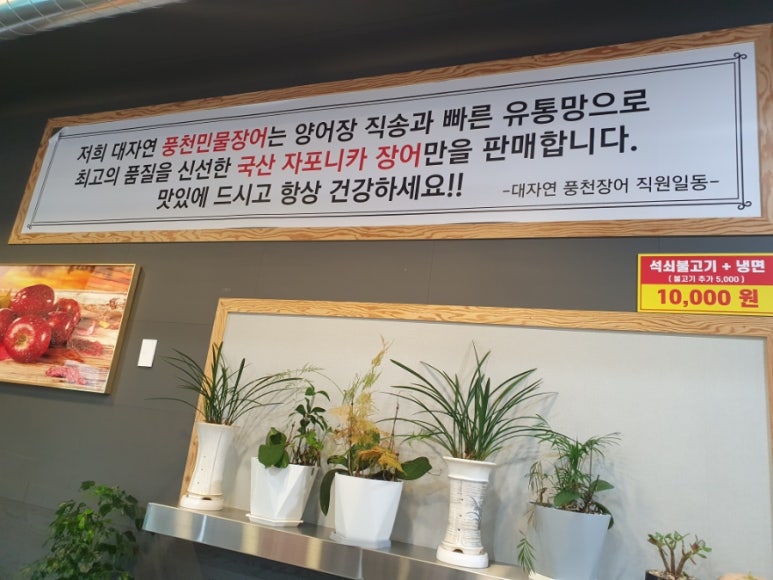 저희 대자연 풍천민물장어는 양어장 직송과 빠른 유통망으로
최고의 품질을 신선한 국산 자포니카 장어만을 판매합니다.
맛있에 드시고 항상 건강하세요!!
-대자연 풍천장어 직원일동-
석쇠불고기 + 냉면
( 불고기 추가 5,000 )
10,000 원